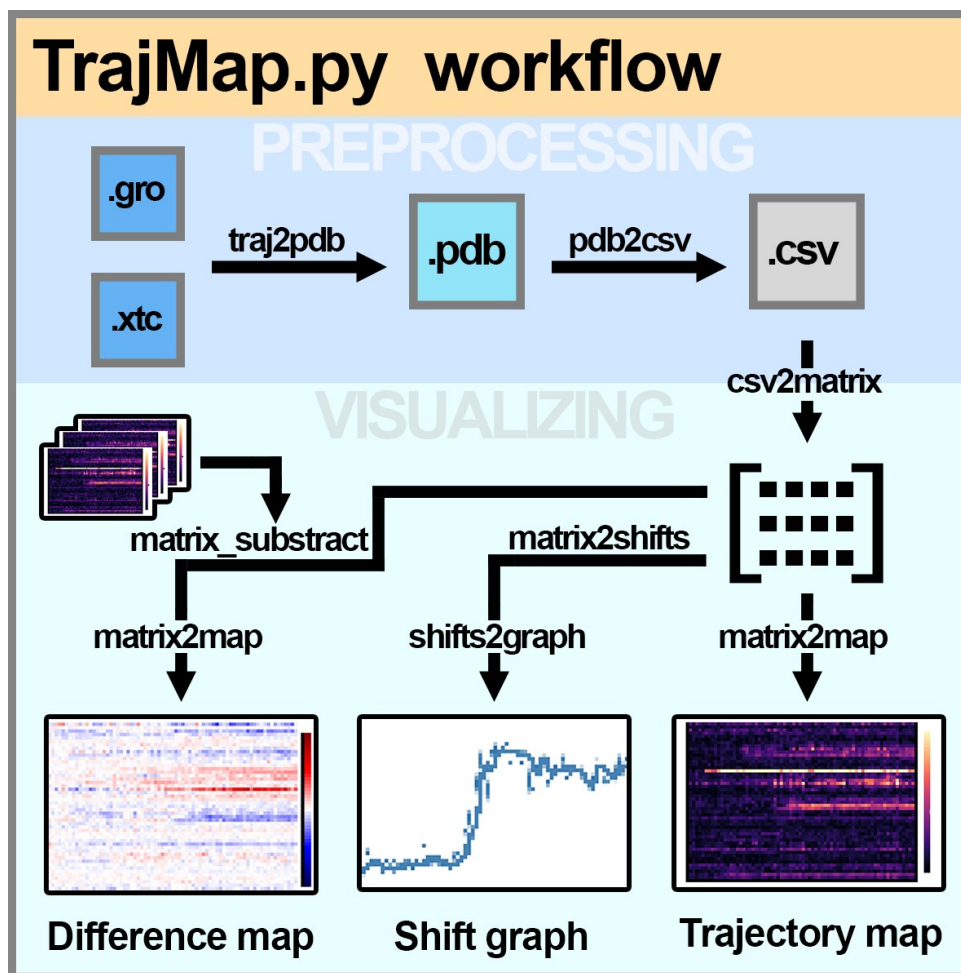 TrajMap.py workflow
PREPROCESSING
.gro
.xtc
traj2pdb
.pdb
pdb2csv
.csv
csv2matrix
VISUALIZING
matrix_substract
matrix2shifts
matrix2map
shifts2graph
matrix2map
Difference map
Shift graph
Trajectory map